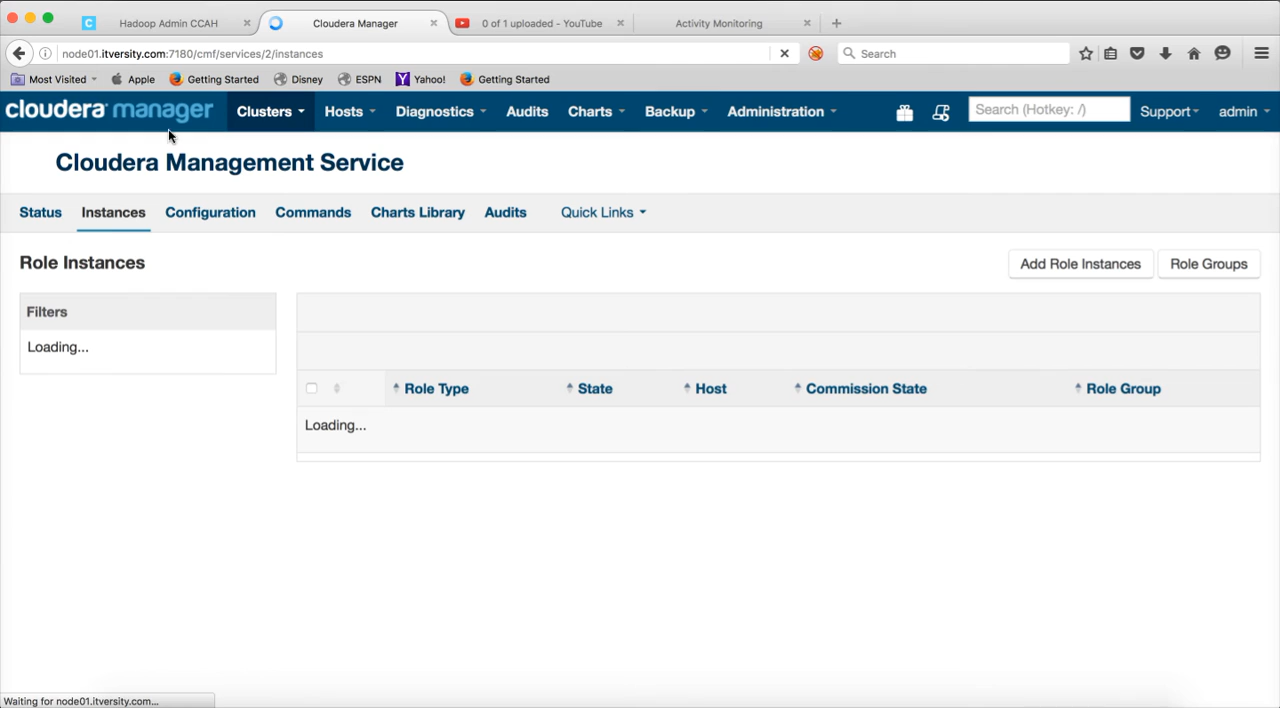 Hadoop Admin CCAH
Cloudera Manager
0 of 1 uploaded - YouTube
Activity Monitoring
node01.itversity.com:7180/cmf/services/2/instances
Search
Most Visited
Apple
Getting Started
Disney
ESPN
Yahoo!
Getting Started
cloudera manager
Clusters
Hosts
Diagnostics
Audits
Charts
Backup
Administration
Search (Hotkey: /)
Support
admin
Cloudera Management Service
Status
Instances
Configuration
Commands
Charts Library
Audits
Quick Links
Role Instances
Add Role Instances
Role Groups
Filters
Loading...
Role Type
State
Host
Commission State
Role Group
Loading...
Waiting for node01.itversity.com...